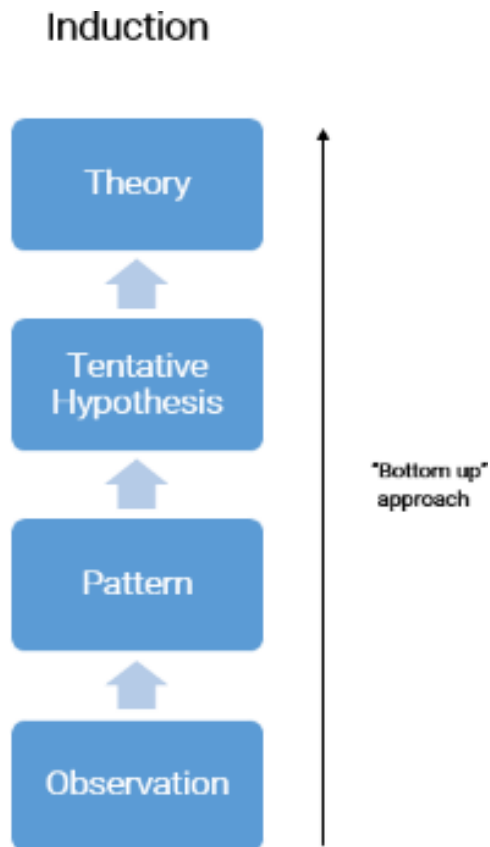 Induction
Theory
Tentative
Hypothesis
"Bottom up"
approach
Pattern
Observation